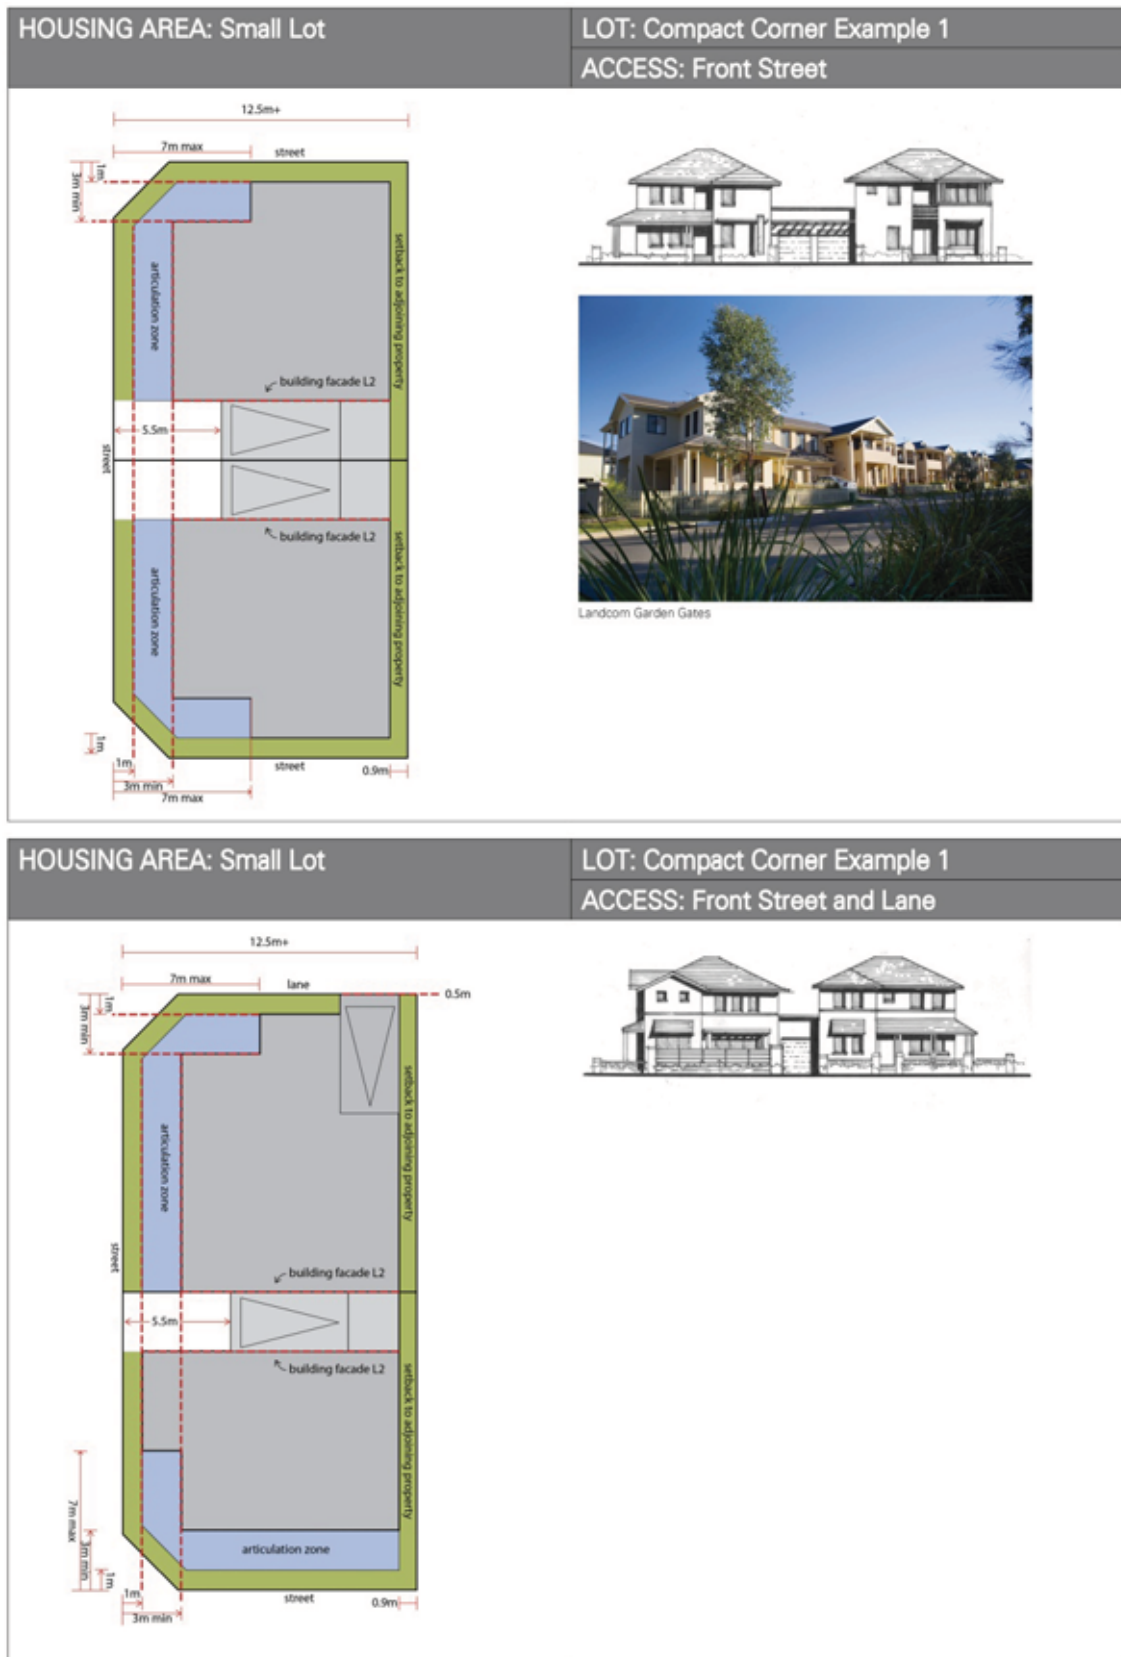 HOUSING AREA: Small Lot
LOT: Compact Corner Example 1
ACCESS: Front Street
12.5m+
7m max
street
1m
3m min
setback to adjoining property
articulation zone
building facade L2
5.5m
street
building facade L2
articulation zone
setback to adjoining property
1m
1m
street
0.9m
3m min
7m max
Landcom Garden Gates
HOUSING AREA: Small Lot
LOT: Compact Corner Example 1
ACCESS: Front Street and Lane
12.5m+
7m max
lane
0.5m
1m
3m min
setback to adjoining property
articulation zone
street
building facade L2
5.5m
building facade L2
setback to adjoining property
7m max
3m min
1m
articulation zone
1m
street
0.9m
3m min